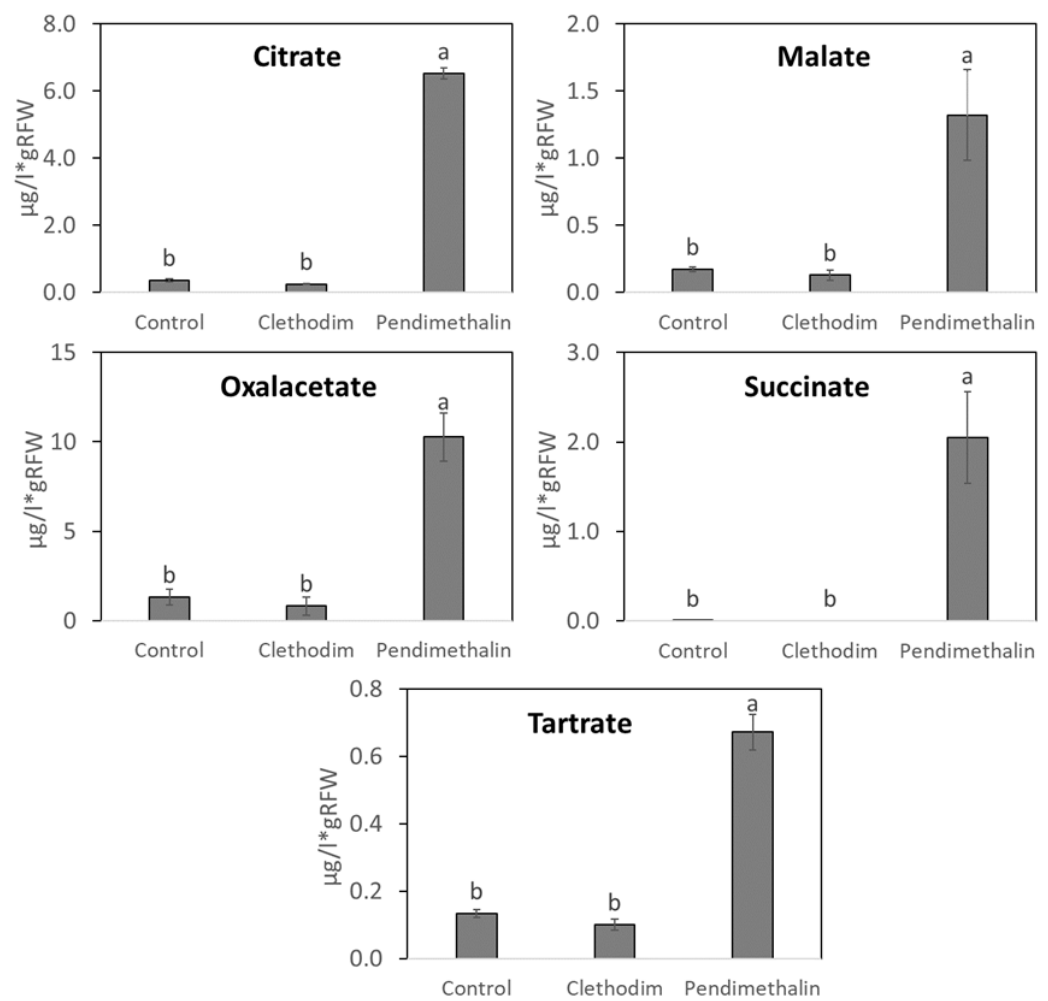 Citrate
µg/l*gRFW
8.0
6.0
4.0
2.0
0.0
b
b
a
Control Clethodim Pendimethalin
Malate
µg/l*gRFW
2.0
1.5
1.0
0.5
0.0
b
b
a
Control Clethodim Pendimethalin
Oxalacetate
µg/l*gRFW
15
10
5
0
b
b
a
Control Clethodim Pendimethalin
Succinate
µg/l*gRFW
3.0
2.0
1.0
0.0
b
b
a
Control Clethodim Pendimethalin
Tartrate
µg/l*gRFW
0.8
0.6
0.4
0.2
0.0
b
b
a
Control Clethodim Pendimethalin